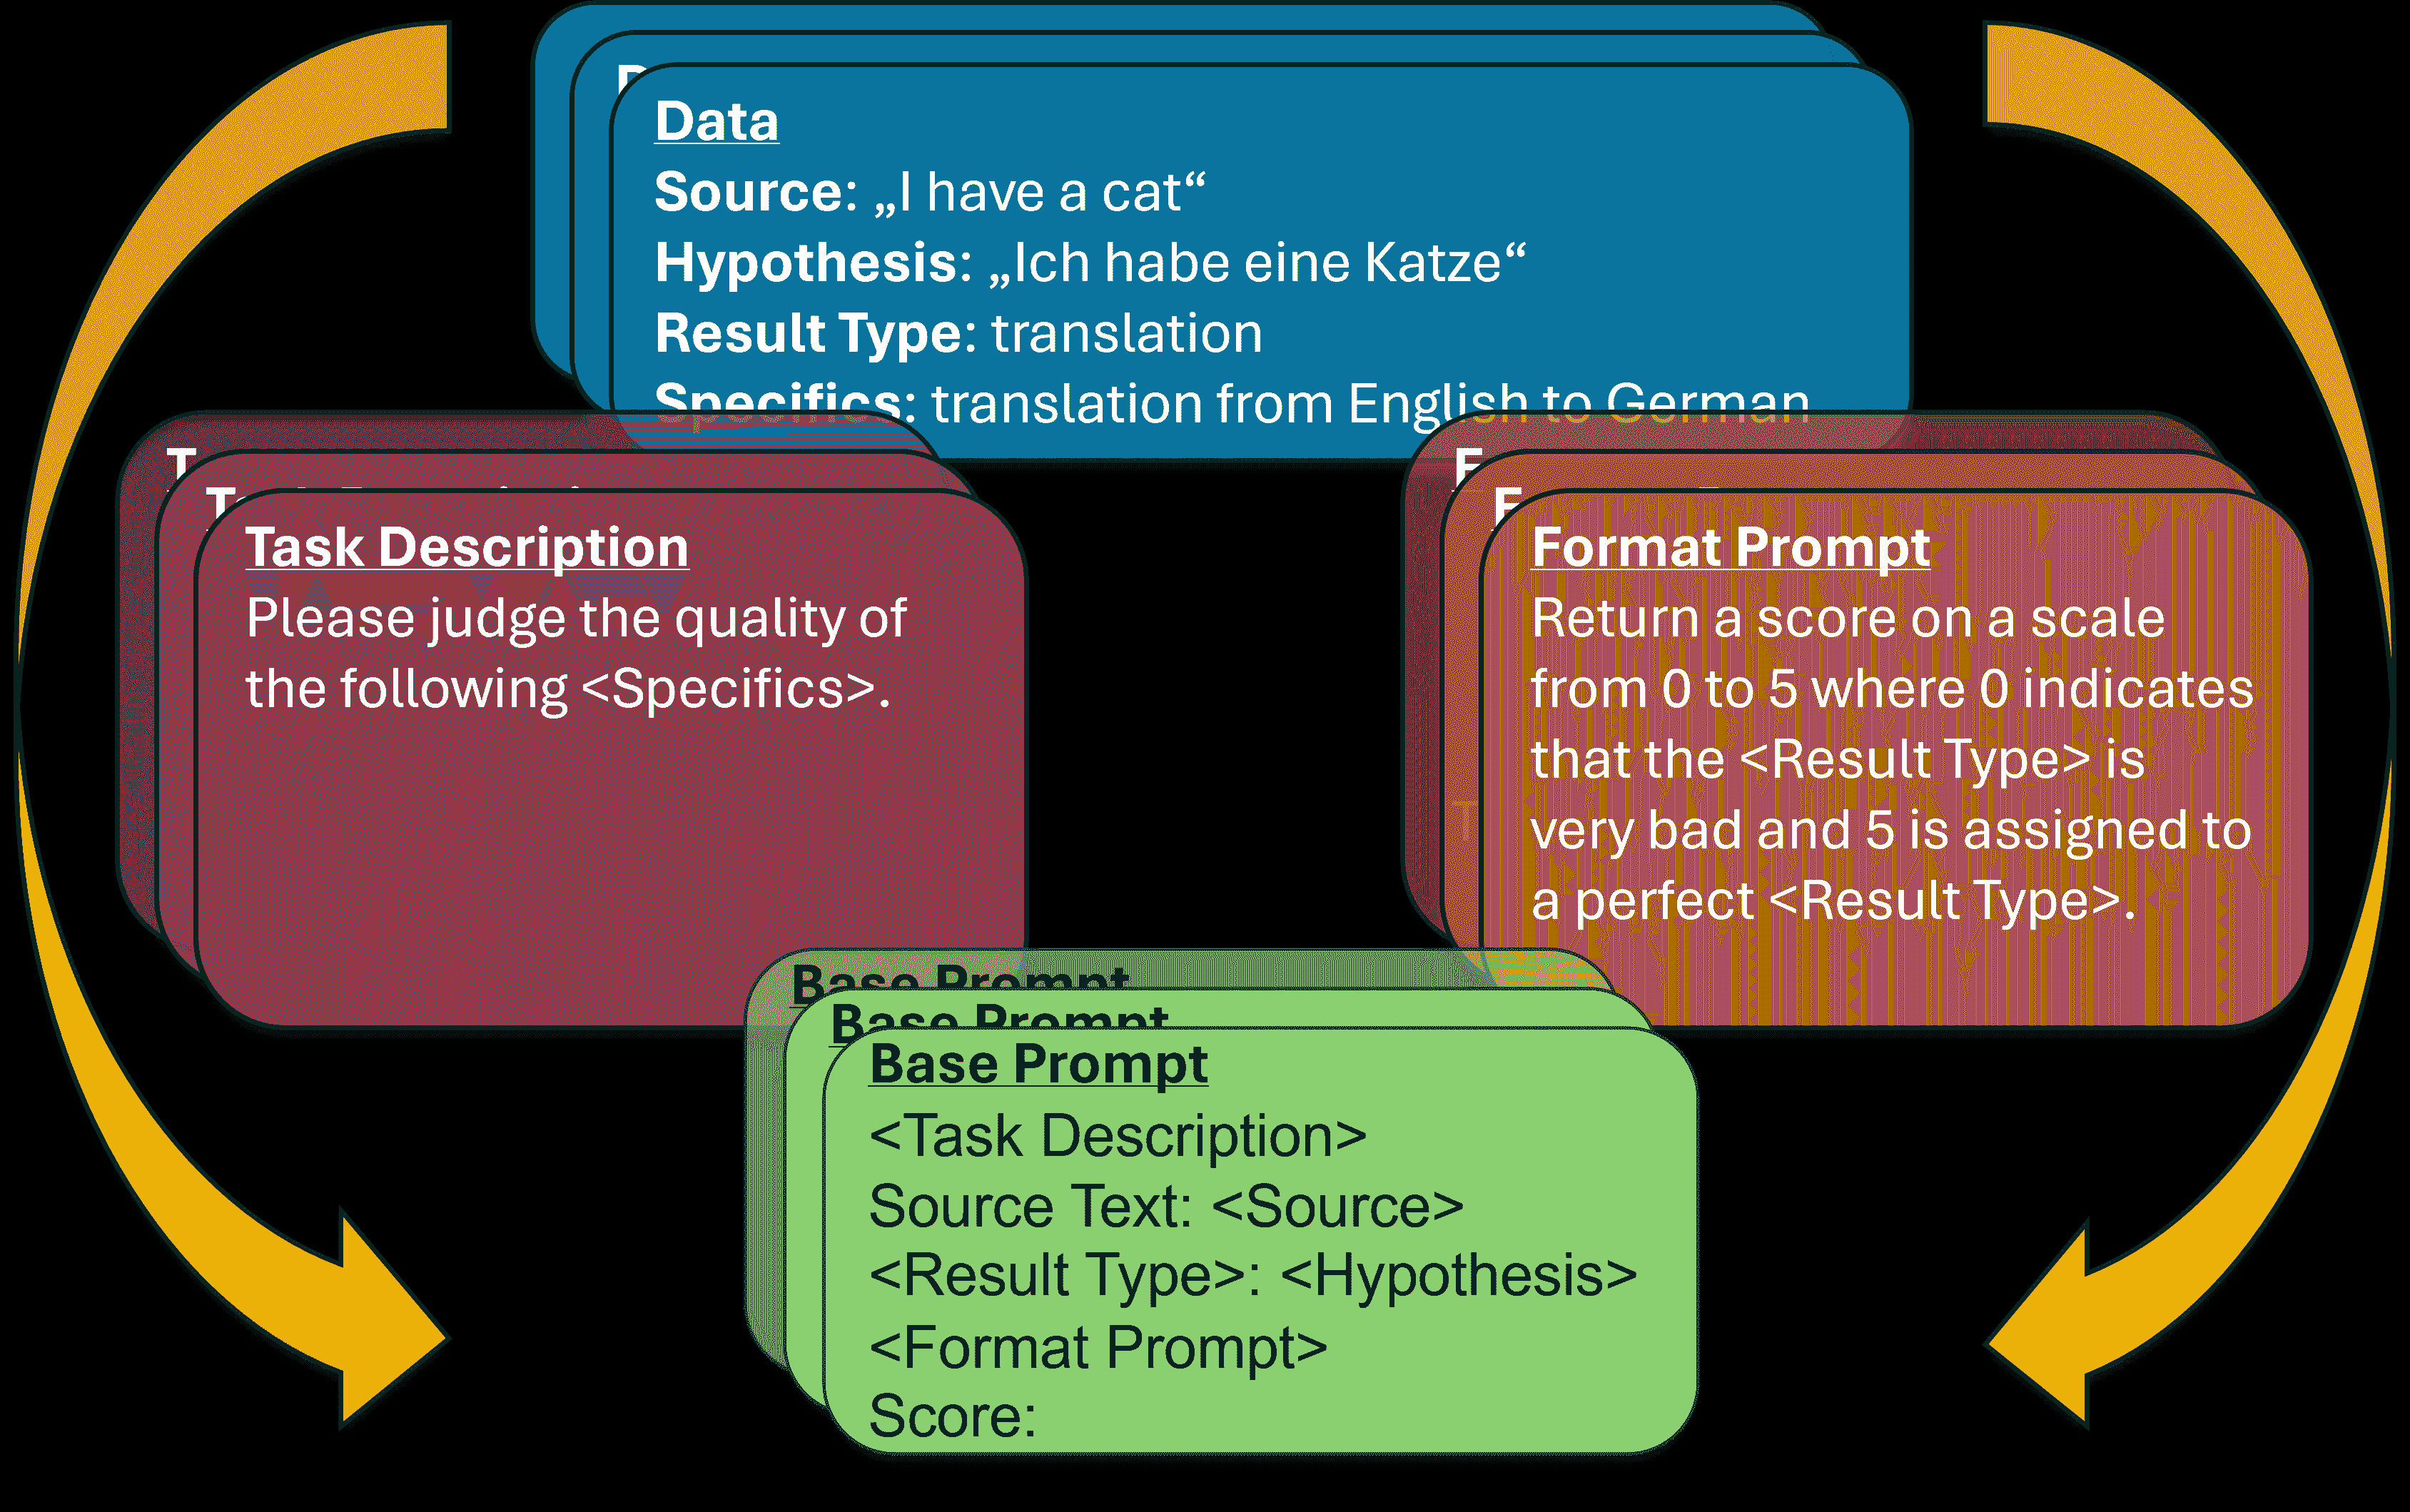 Data
Source: „I have a cat“
Hypothesis: „Ich habe eine Katze“
Result Type: translation
Specifics: translation from English to German
Task Description
Please judge the quality of
the following <Specifics>.
Format Prompt
Return a score on a scale
from 0 to 5 where 0 indicates
that the <Result Type> is
very bad and 5 is assigned to
a perfect <Result Type>.
Base Prompt
Base Prompt
Base Prompt
<Task Description>
Source Text: <Source>
<Result Type>: <Hypothesis>
<Format Prompt>
Score: